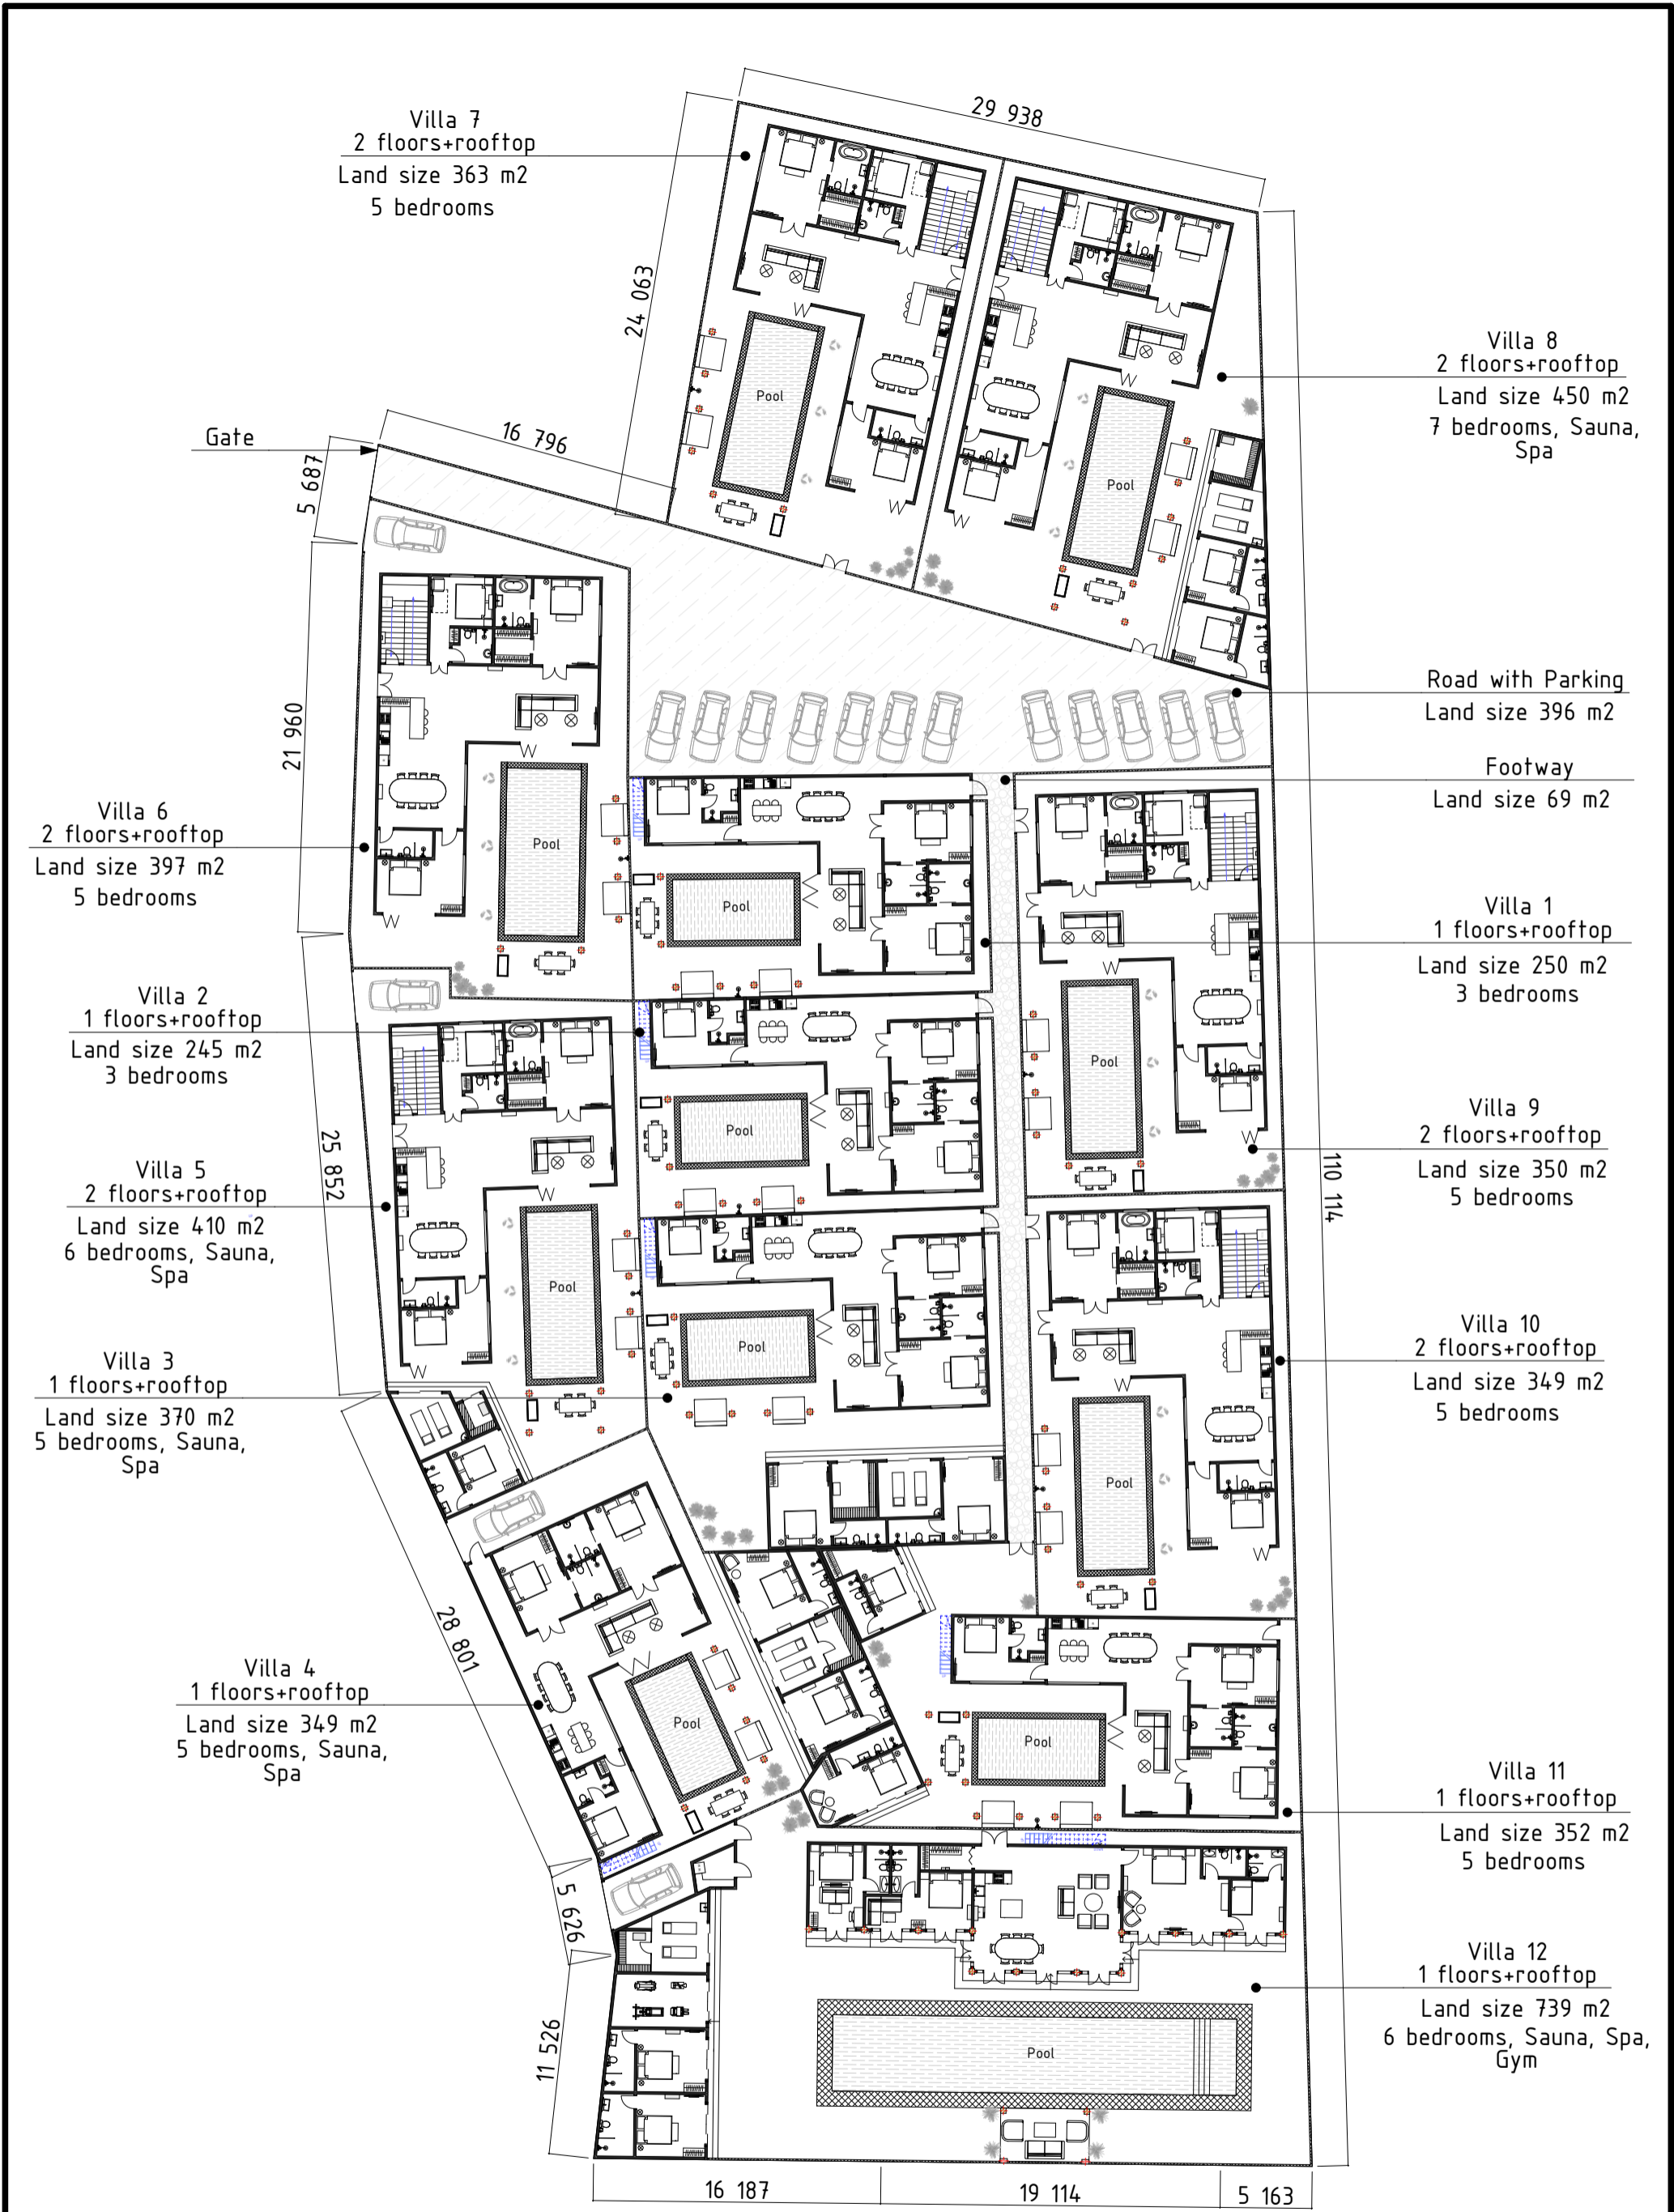 29 938
Villa 7
2 floors+rooftop
Land size 363 m2
5 bedrooms
24 063
Villa 8
2 floors+rooftop
Land size 450 m2
7 bedrooms, Sauna,
Spa
Pool
Pool
Gate
16 796
5 687
Road with Parking
Land size 396 m2
21 960
Footway
Land size 69 m2
Villa 6
2 floors+rooftop
Land size 397 m2
5 bedrooms
Pool
Pool
Villa 1
1 floors+rooftop
Land size 250 m2
3 bedrooms
Villa 2
1 floors+rooftop
Land size 245 m2
3 bedrooms
Pool
Pool
Villa 9
2 floors+rooftop
Land size 350 m2
5 bedrooms
25 852
110 114
Villa 5
2 floors+rooftop
Land size 410 m2
6 bedrooms, Sauna,
Spa
Pool
Pool
Villa 10
2 floors+rooftop
Land size 349 m2
5 bedrooms
Villa 3
1 floors+rooftop
Land size 370 m2
5 bedrooms, Sauna,
Spa
Pool
28 801
Villa 4
1 floors+rooftop
Land size 349 m2
5 bedrooms, Sauna,
Spa
Pool
Pool
Villa 11
1 floors+rooftop
Land size 352 m2
5 bedrooms
5 626
Villa 12
1 floors+rooftop
Land size 739 m2
6 bedrooms, Sauna, Spa,
Gym
11 526
Pool
16 187
19 114
5 163